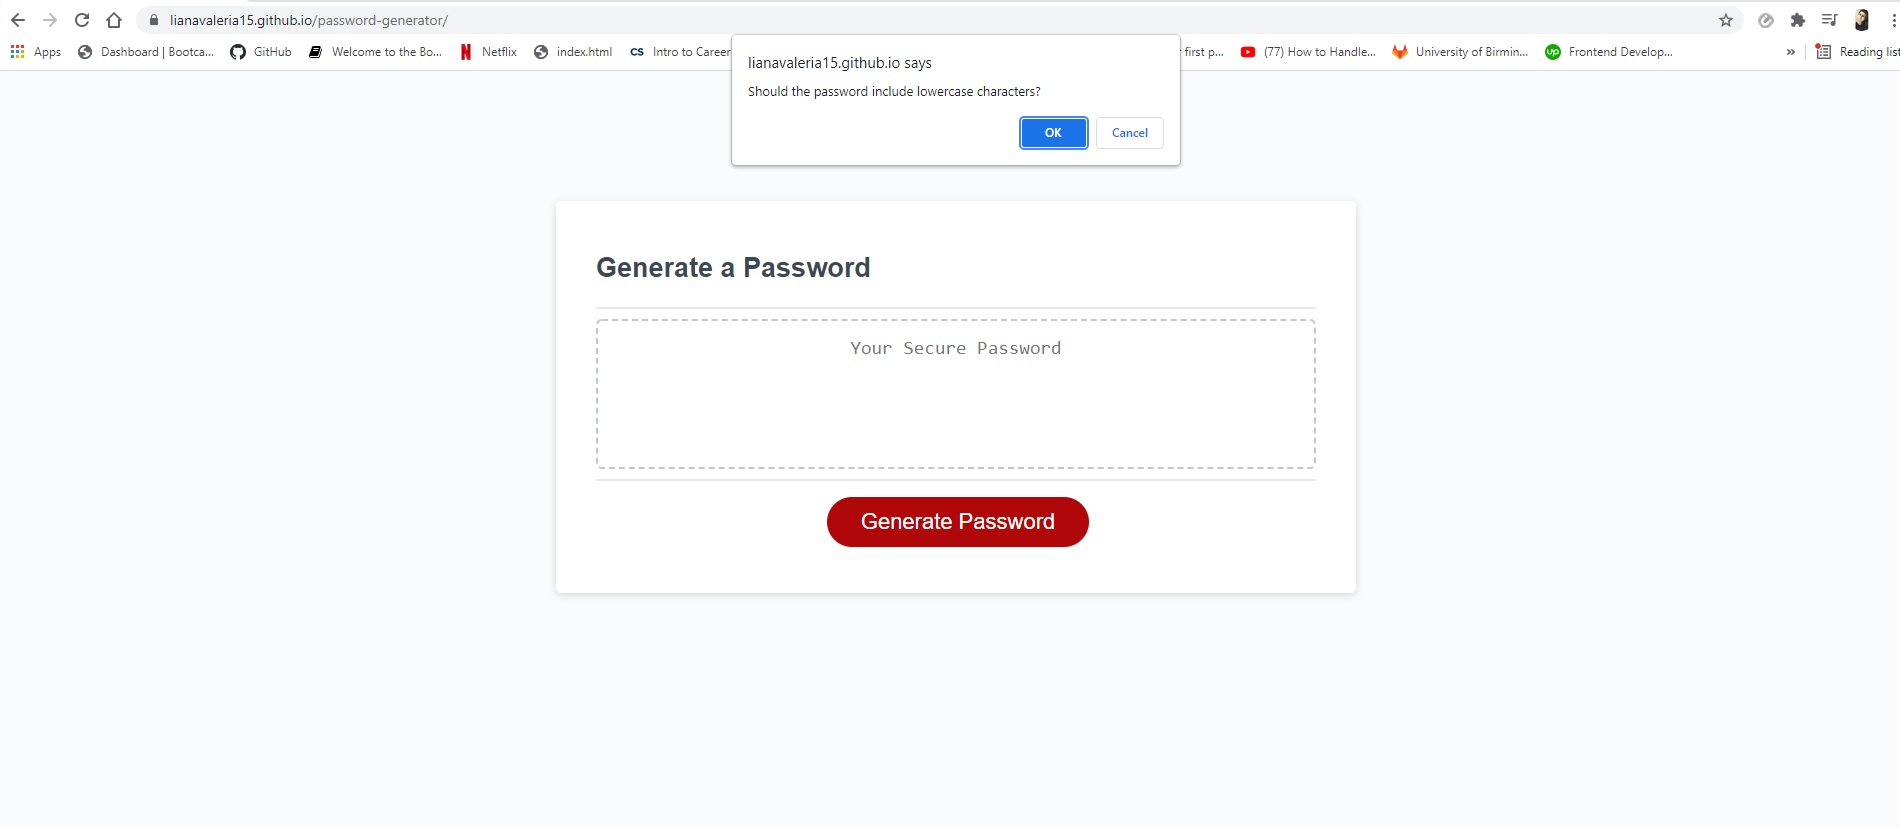 lianavaleria15.github.io/password-generator/
Apps Dashboard | Bootca... GitHub Welcome to the Bo... Netflix index.html cs Intro to Career first p... (77) How to Handle... University of Birmin... up Frontend Develop... » Reading list
lianavaleria15.github.io says
Should the password include lowercase characters?
OK Cancel
Generate a Password
Your Secure Password
Generate Password